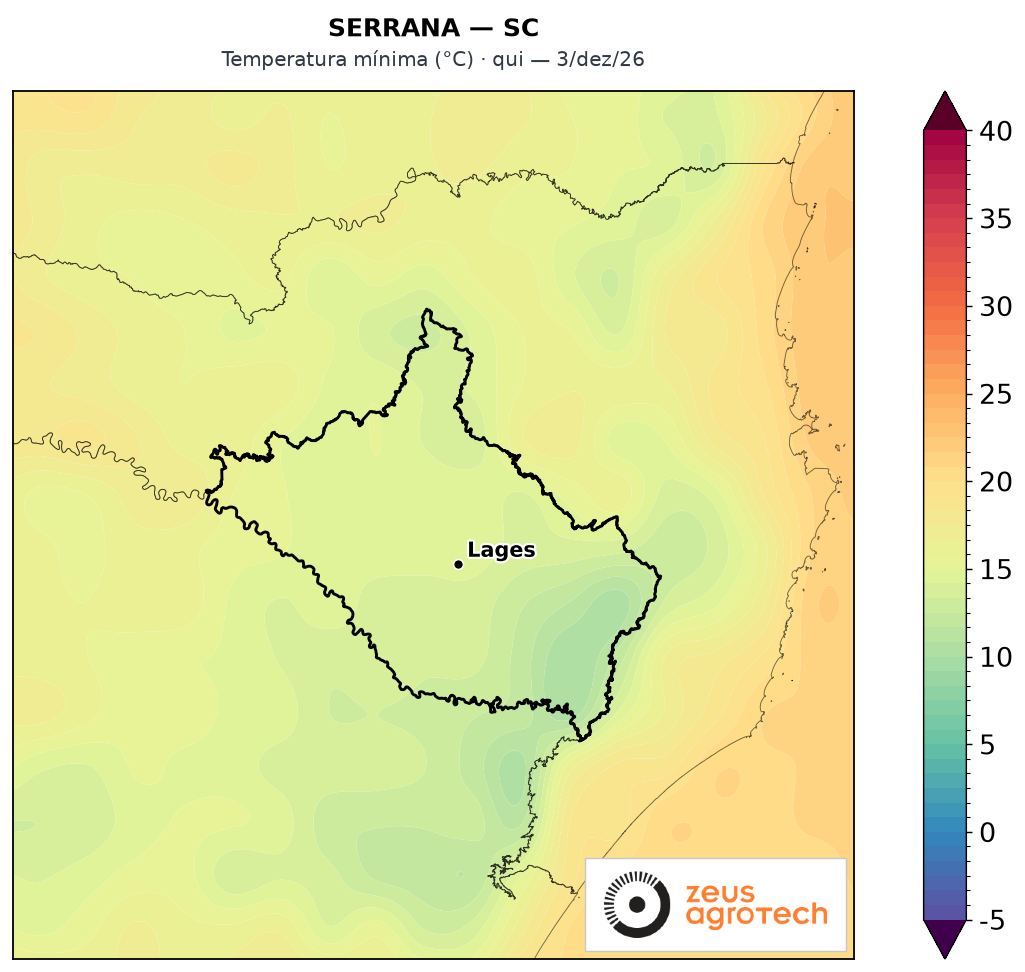 SERRANA — SC
Temperatura mínima (°C) · qui — 3/dez/26
40
35
30
25
20
15
10
5
0
-5
Lages
zeus
agrotech